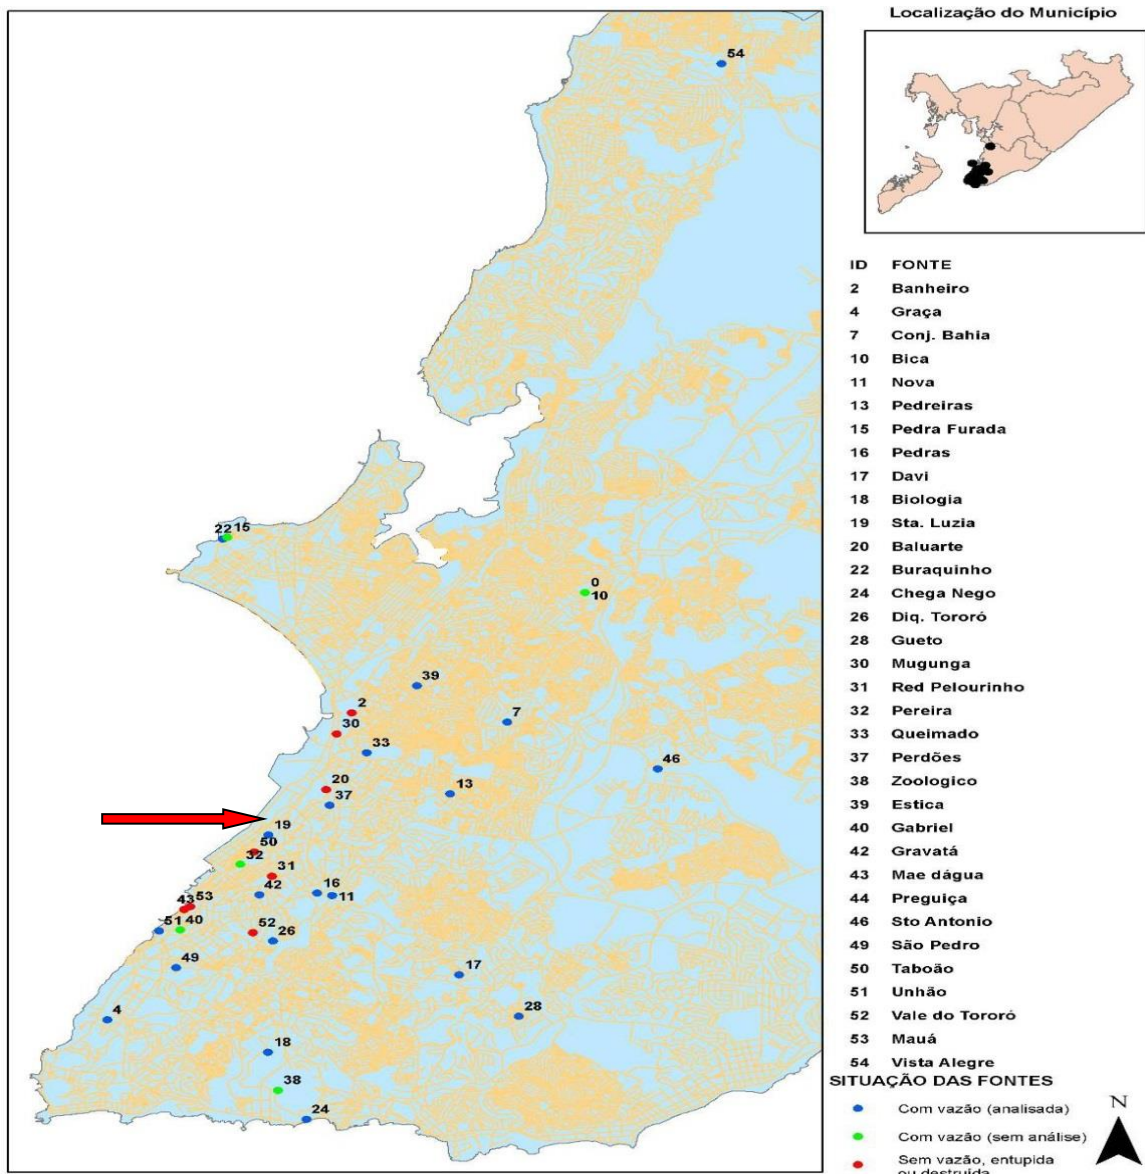 Localização do Município
54
22 15
0
10
39
2
7
30
33
46
20
13
37
19
50
32
31
42
16
11
43 53
51 40
52
26
49
17
4
28
18
38
24
ID FONTE
2 Banheiro
4 Graça
7 Conj. Bahia
10 Bica
11 Nova
13 Pedreiras
15 Pedra Furada
16 Pedras
17 Davi
18 Biologia
19 Sta. Luzia
20 Baluarte
22 Buraquinho
24 Chega Nego
26 Diq. Tororó
28 Gueto
30 Mugunga
31 Red Pelourinho
32 Pereira
33 Queimado
37 Perdões
38 Zoologico
39 Estica
40 Gabriel
42 Gravatá
43 Mae dágua
44 Preguiça
46 Sto Antonio
49 São Pedro
50 Taboão
51 Unhão
52 Vale do Tororó
53 Mauá
54 Vista Alegre
SITUAÇÃO DAS FONTES
Com vazão (analisada)
Com vazão (sem análise)
Sem vazão, entupida
ou destruída
N